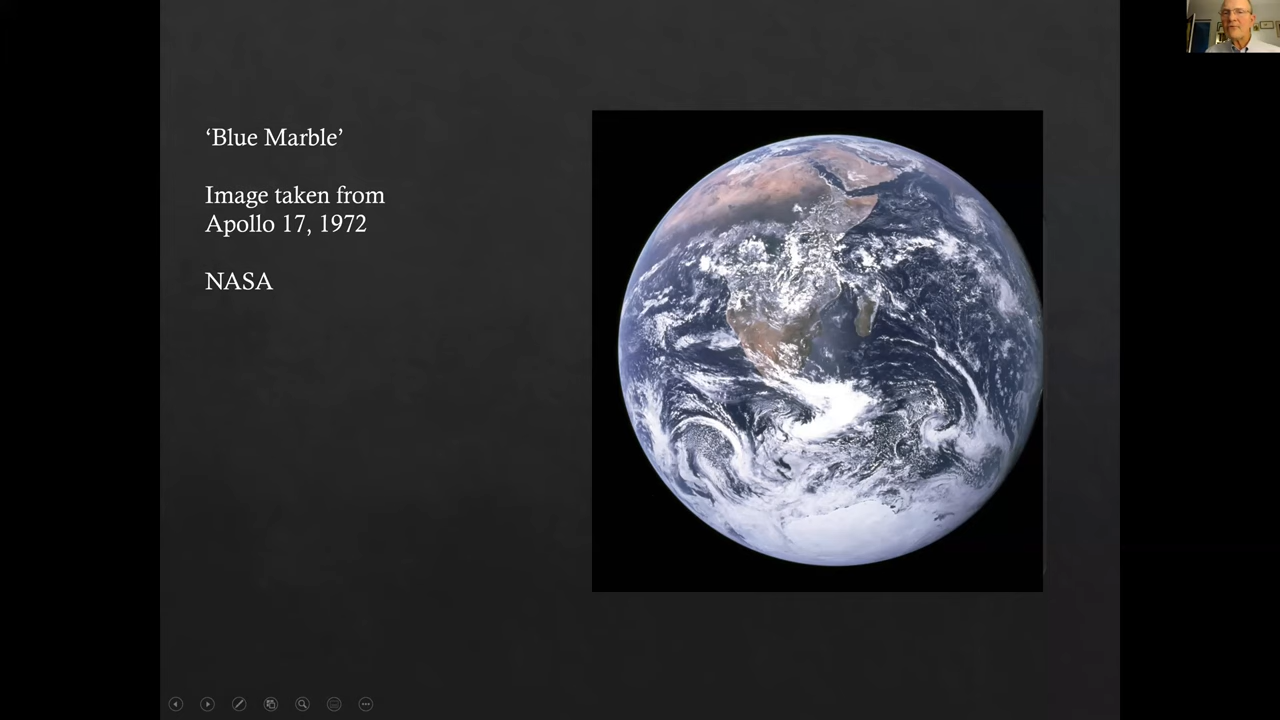 ‘Blue Marble’
Image taken from
Apollo 17, 1972
NASA